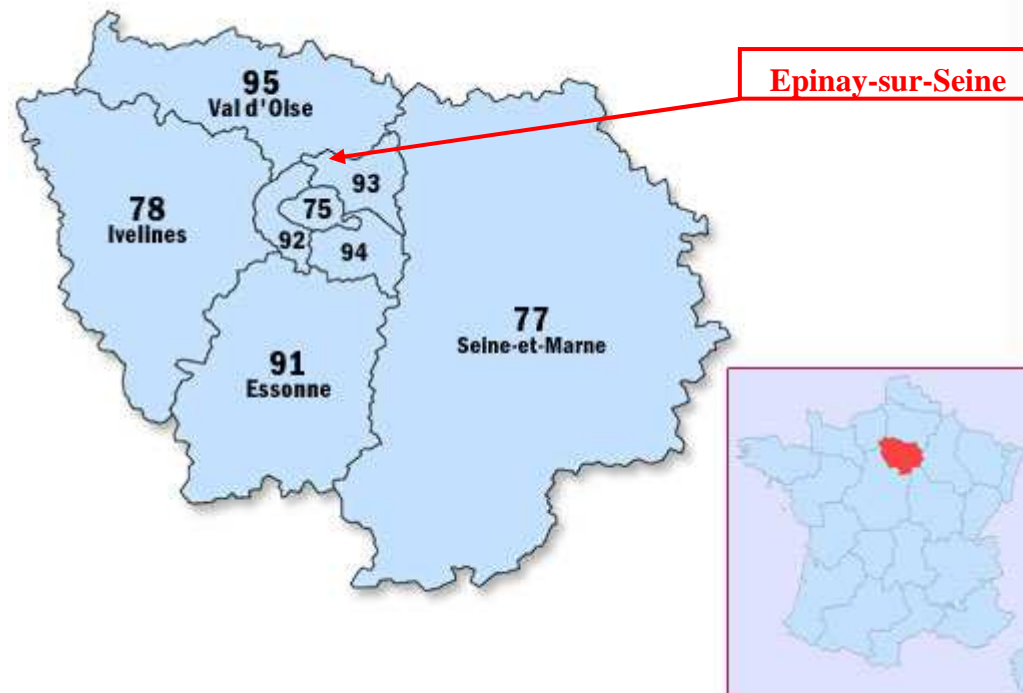 Epinay-sur-Seine
95
Val d'Oise
93
75
78
Ivelines
92
94
77
Seine-et-Marne
91
Essonne